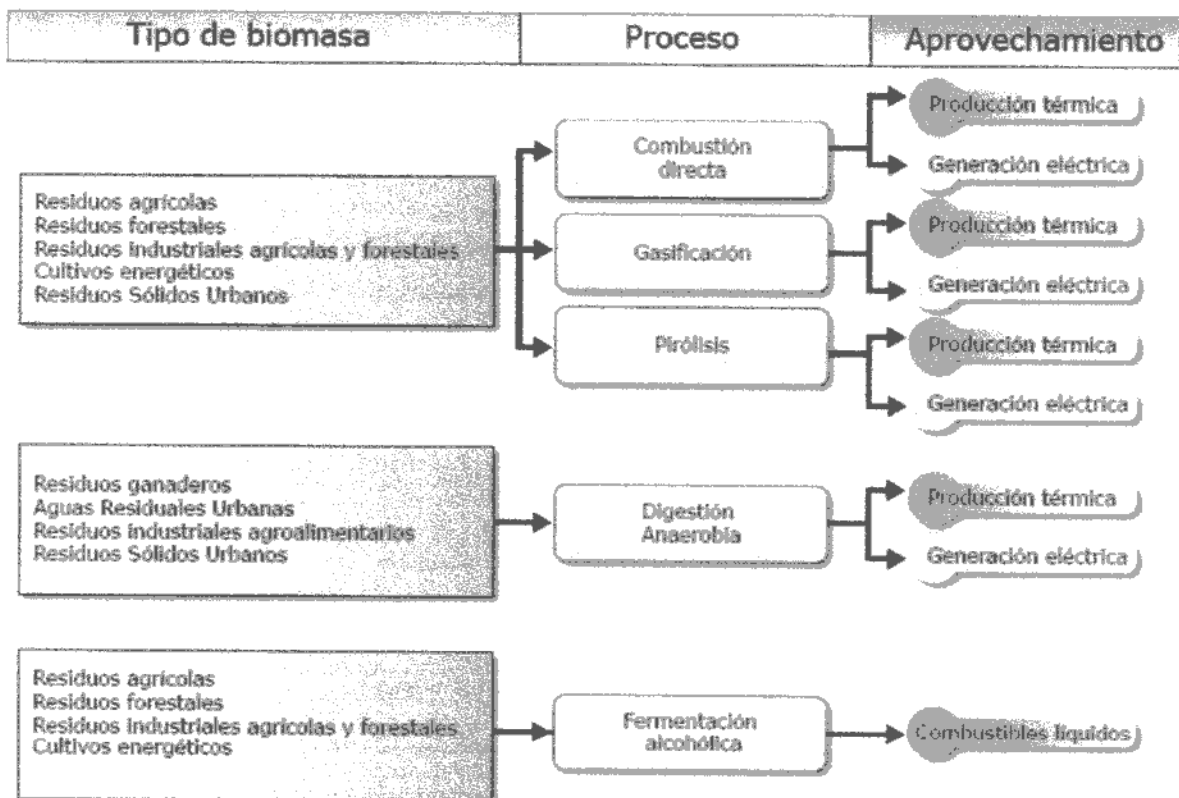 Tipo de biomasa
Proceso
Aprovechamiento
Residuos agrícolas
Residuos forestales
Residuos industriales agrícolas y forestales
Cultivos energéticos
Residuos Sólidos Urbanos
Combustión
directa
Producción térmica
Generación eléctrica
Gasificación
Producción térmica
Generación eléctrica
Pirólisis
Producción térmica
Generación eléctrica
Residuos ganaderos
Aguas Residuales Urbanas
Residuos industriales agroalimentarios
Residuos Sólidos Urbanos
Digestión
Anaerobia
Producción térmica
Generación eléctrica
Residuos agrícolas
Residuos forestales
Residuos industriales agrícolas y forestales
Cultivos energéticos
Fermentación
alcohólica
Combustibles líquidos